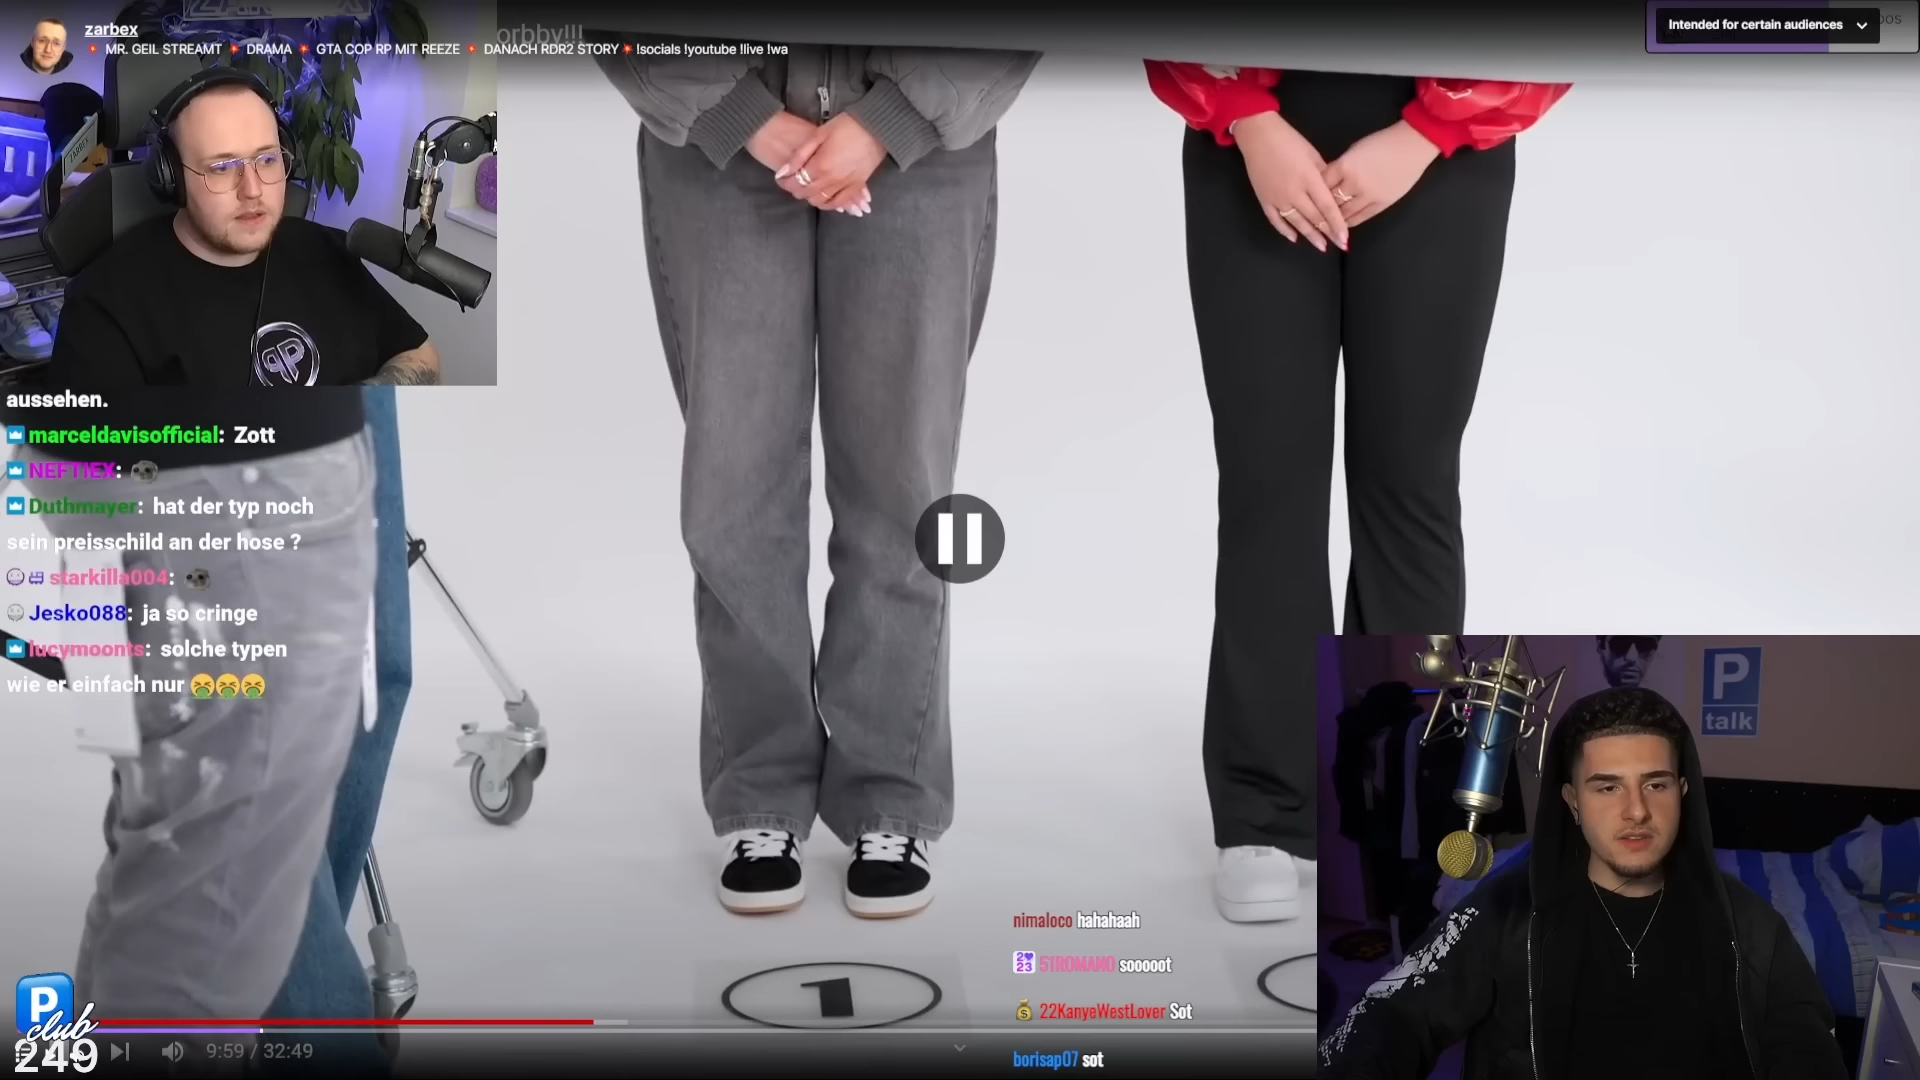 zarbex
MR. GEIL STREAMT DRAMA GTA COP RP MIT REEZE DANACH RDR2 STORY !socials !youtube !live !wa
orbby!!!
Intended for certain audiences
aussehen.
marceldavisofficial: Zott
NEFTIEX:
Duthmayer: hat der typ noch
sein preisschild an der hose ?
starkilla004:
Jesko088: ja so cringe
lucymoonts: solche typen
wie er einfach nur 🤮🤮🤮
P
talk
nimaloco hahahaah
51ROMANO sooooot
22KanyeWestLover Sot
borisap07 sot
1
P
club
249
9:59 / 32:49